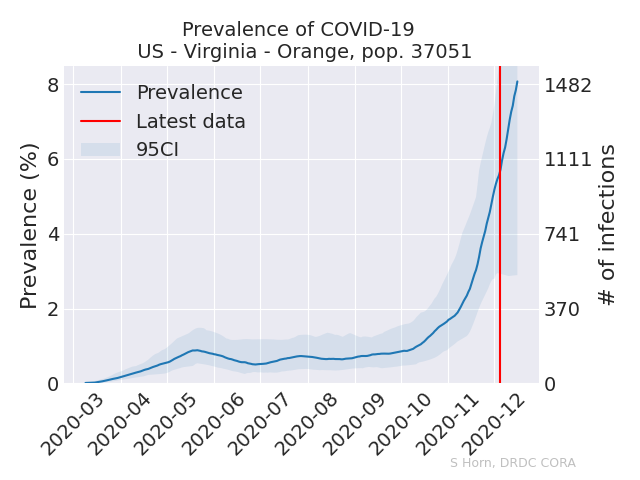 Prevalence of COVID-19
US - Virginia - Orange, pop. 37051
Prevalence
Latest data
95CI
Prevalence (%)
8
6
4
2
0
1482
1111
741
370
0
# of infections
2020-03
2020-04
2020-05
2020-06
2020-07
2020-08
2020-09
2020-10
2020-11
2020-12
S Horn, DRDC CORA